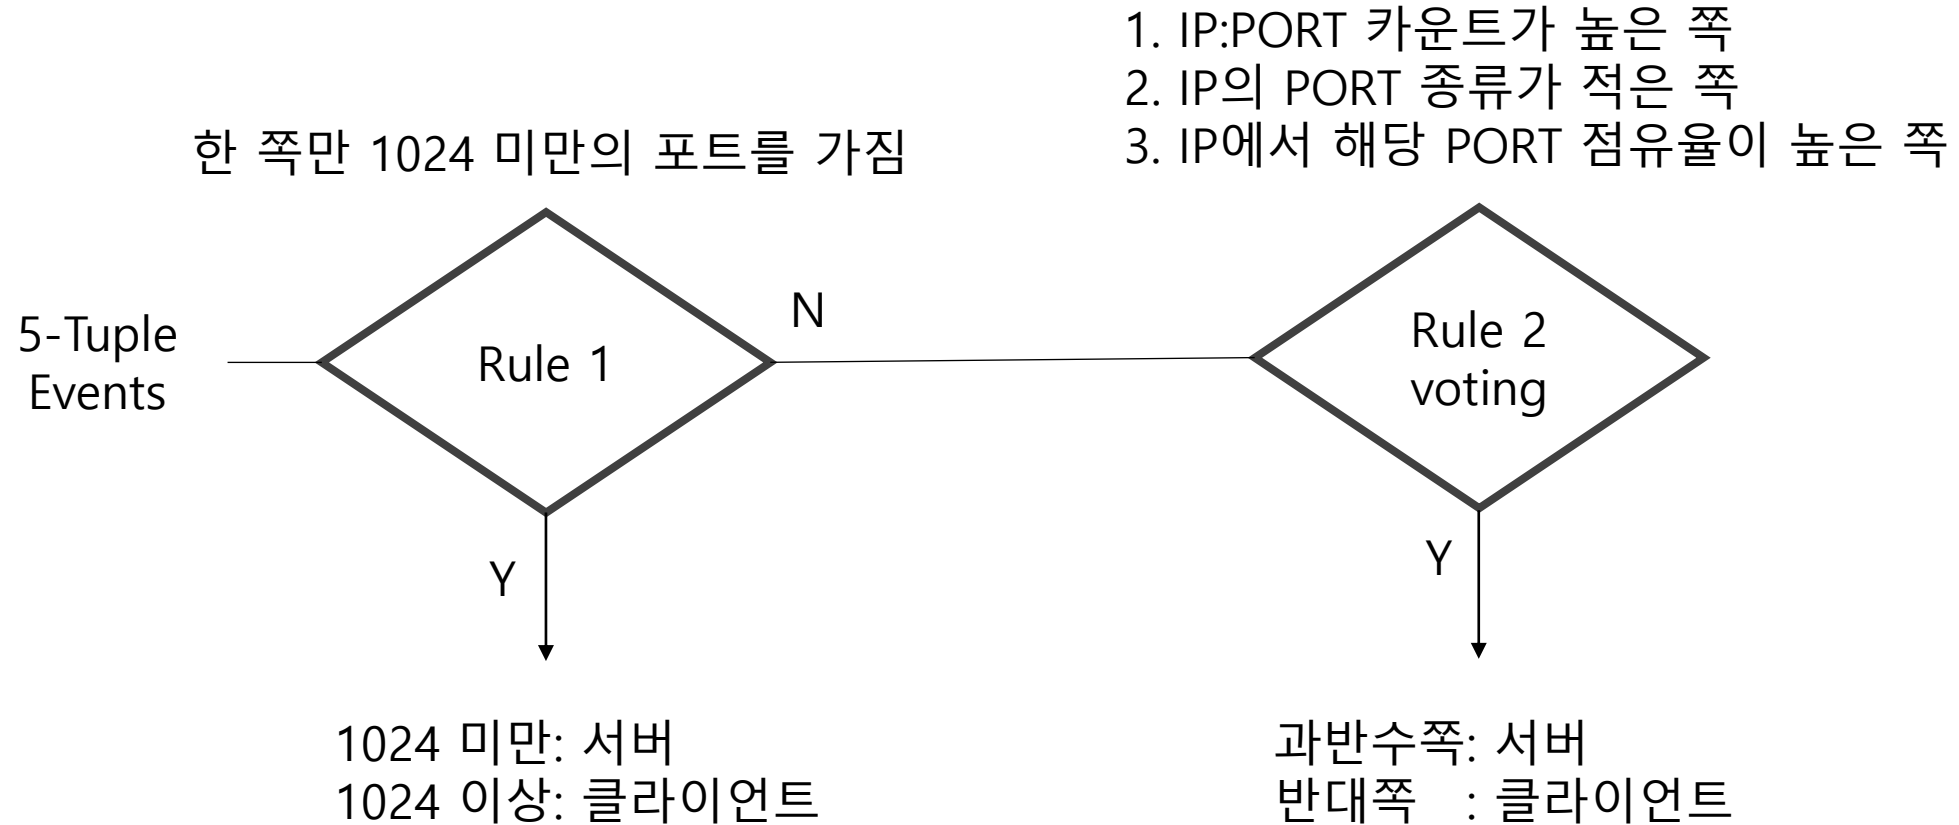 1. IP:PORT 카운트가 높은 쪽
2. IP의 PORT 종류가 적은 쪽
3. IP에서 해당 PORT 점유율이 높은 쪽
한 쪽만 1024 미만의 포트를 가짐
5-Tuple
Events
Rule 1
N
Rule 2
voting
Y
Y
1024 미만: 서버
1024 이상: 클라이언트
과반수쪽: 서버
반대쪽 : 클라이언트